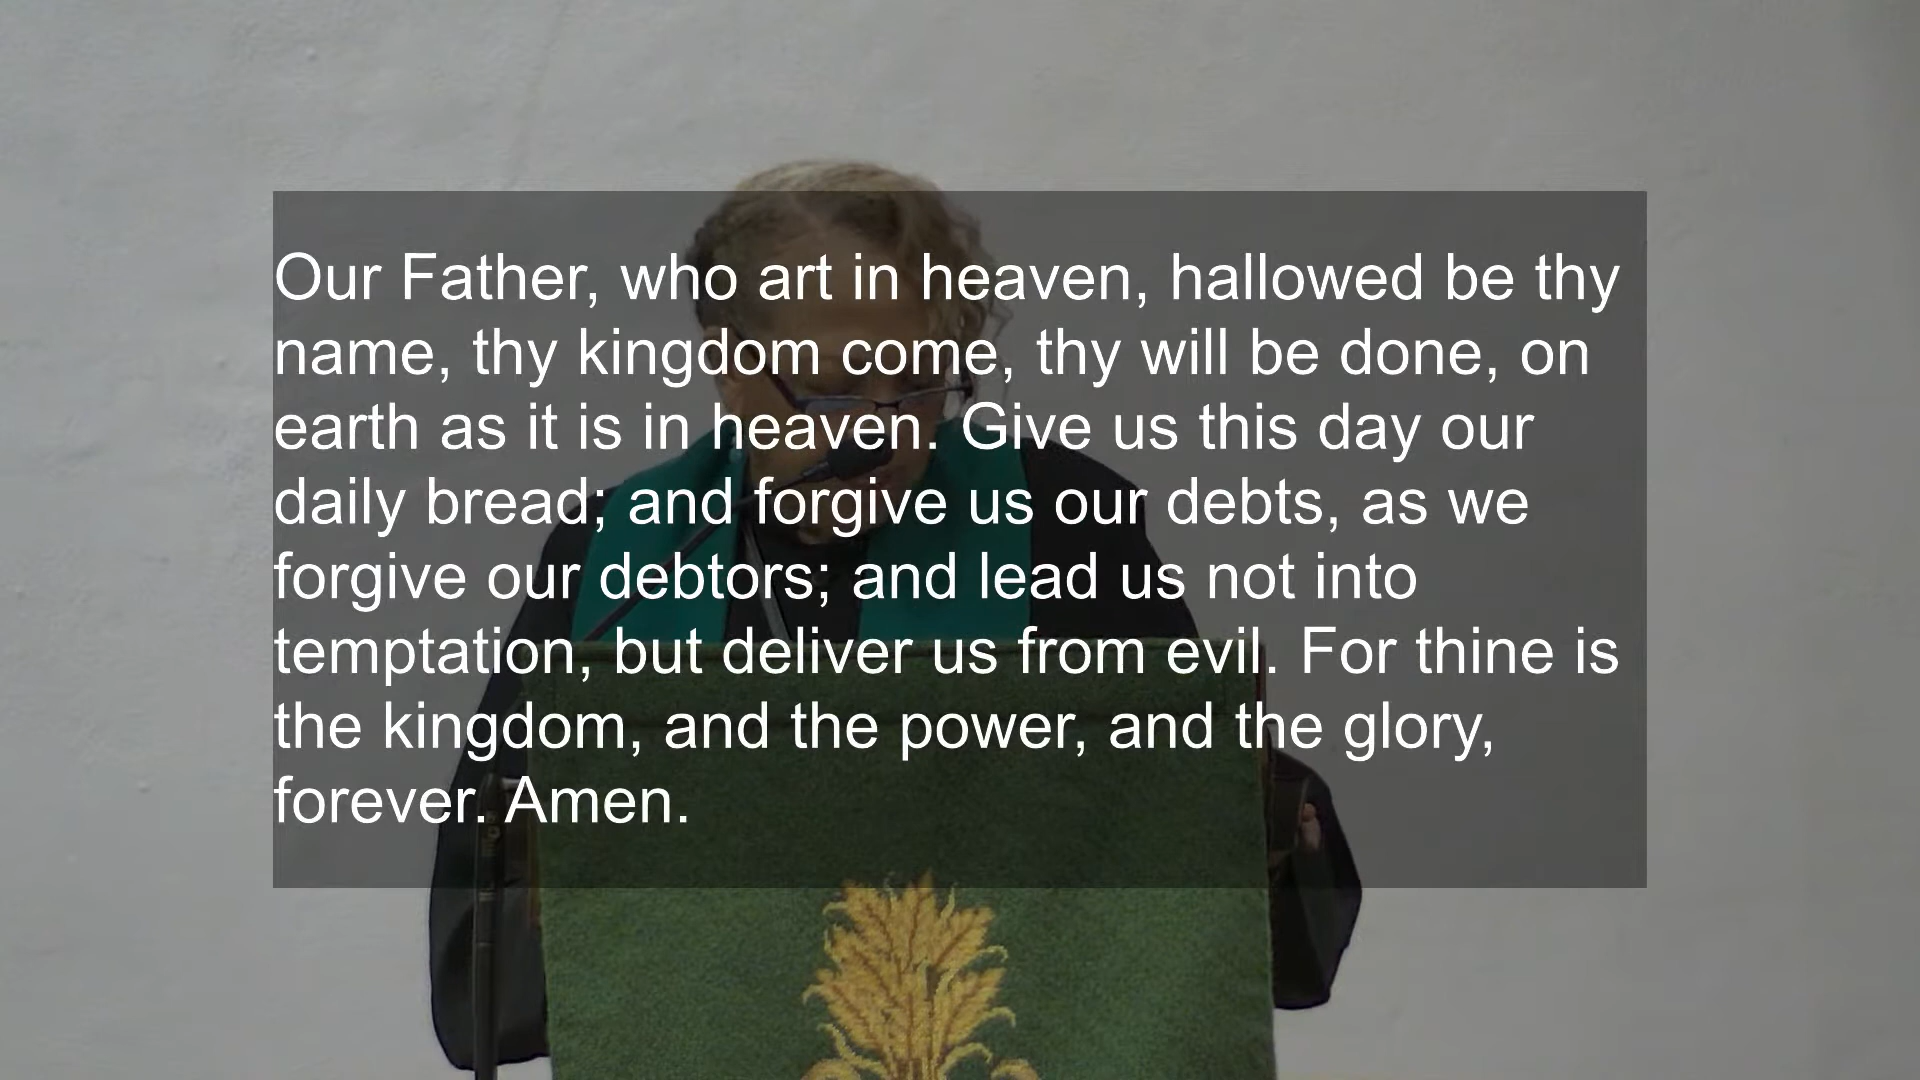 Our Father, who art in heaven, hallowed be thy
name, thy kingdom come, thy will be done, on
earth as it is in heaven. Give us this day our
daily bread; and forgive us our debts, as we
forgive our debtors; and lead us not into
temptation, but deliver us from evil. For thine is
the kingdom, and the power, and the glory,
forever. Amen.